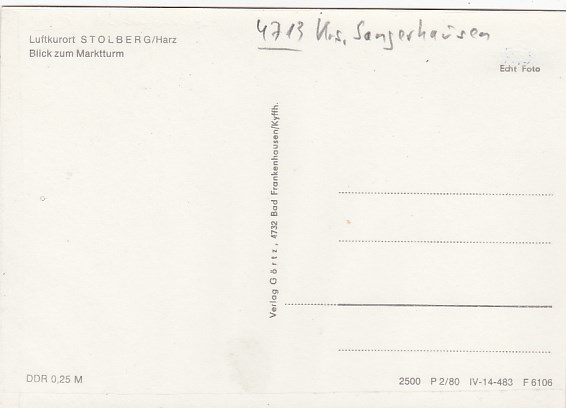 4713 Krs. Sangerhausen
Luftkurort STOLBERG/Harz
Blick zum Marktturm
Echt Foto
Verlag Görtz, 4732 Bad Frankenhausen/Kyffh.
DDR 0,25 M
2500 P 2/80 IV-14-483 F 6106